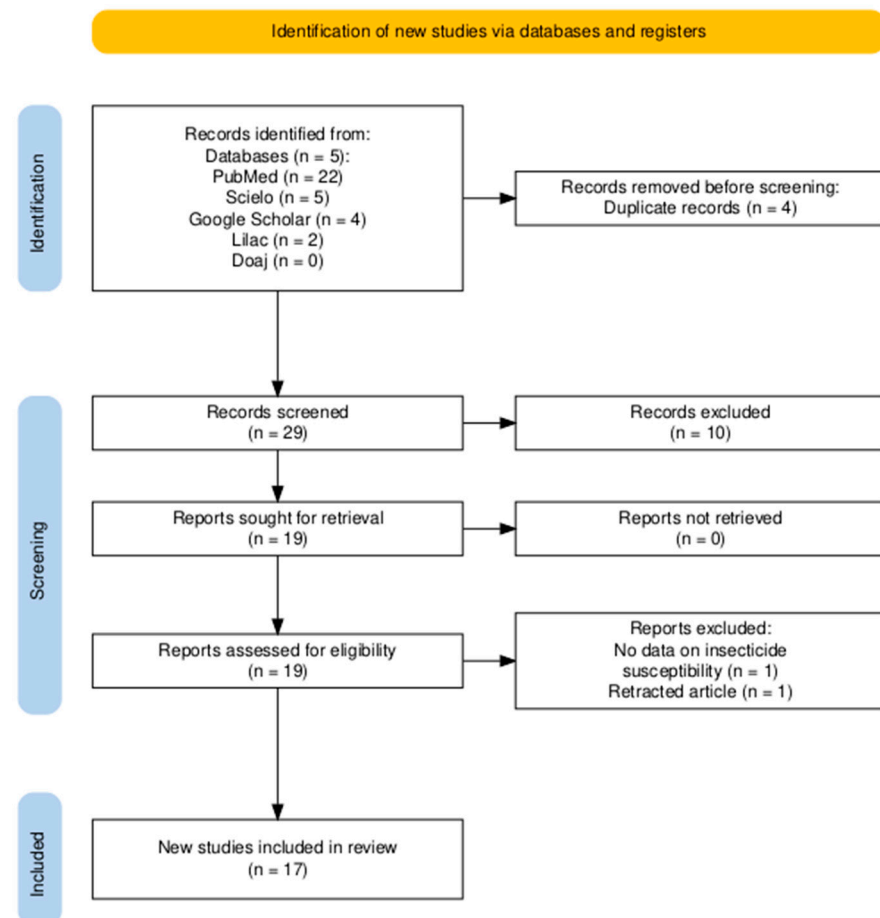 Identification of new studies via databases and registers
Identification
Records identified from:
Databases (n = 5):
PubMed (n = 22)
Scielo (n = 5)
Google Scholar (n = 4)
Lilac (n = 2)
Doaj (n = 0)
Records removed before screening:
Duplicate records (n = 4)
Screening
Records screened
(n = 29)
Records excluded
(n = 10)
Reports sought for retrieval
(n = 19)
Reports not retrieved
(n = 0)
Reports assessed for eligibility
(n = 19)
Reports excluded:
No data on insecticide
susceptibility (n = 1)
Retracted article (n = 1)
Included
New studies included in review
(n = 17)